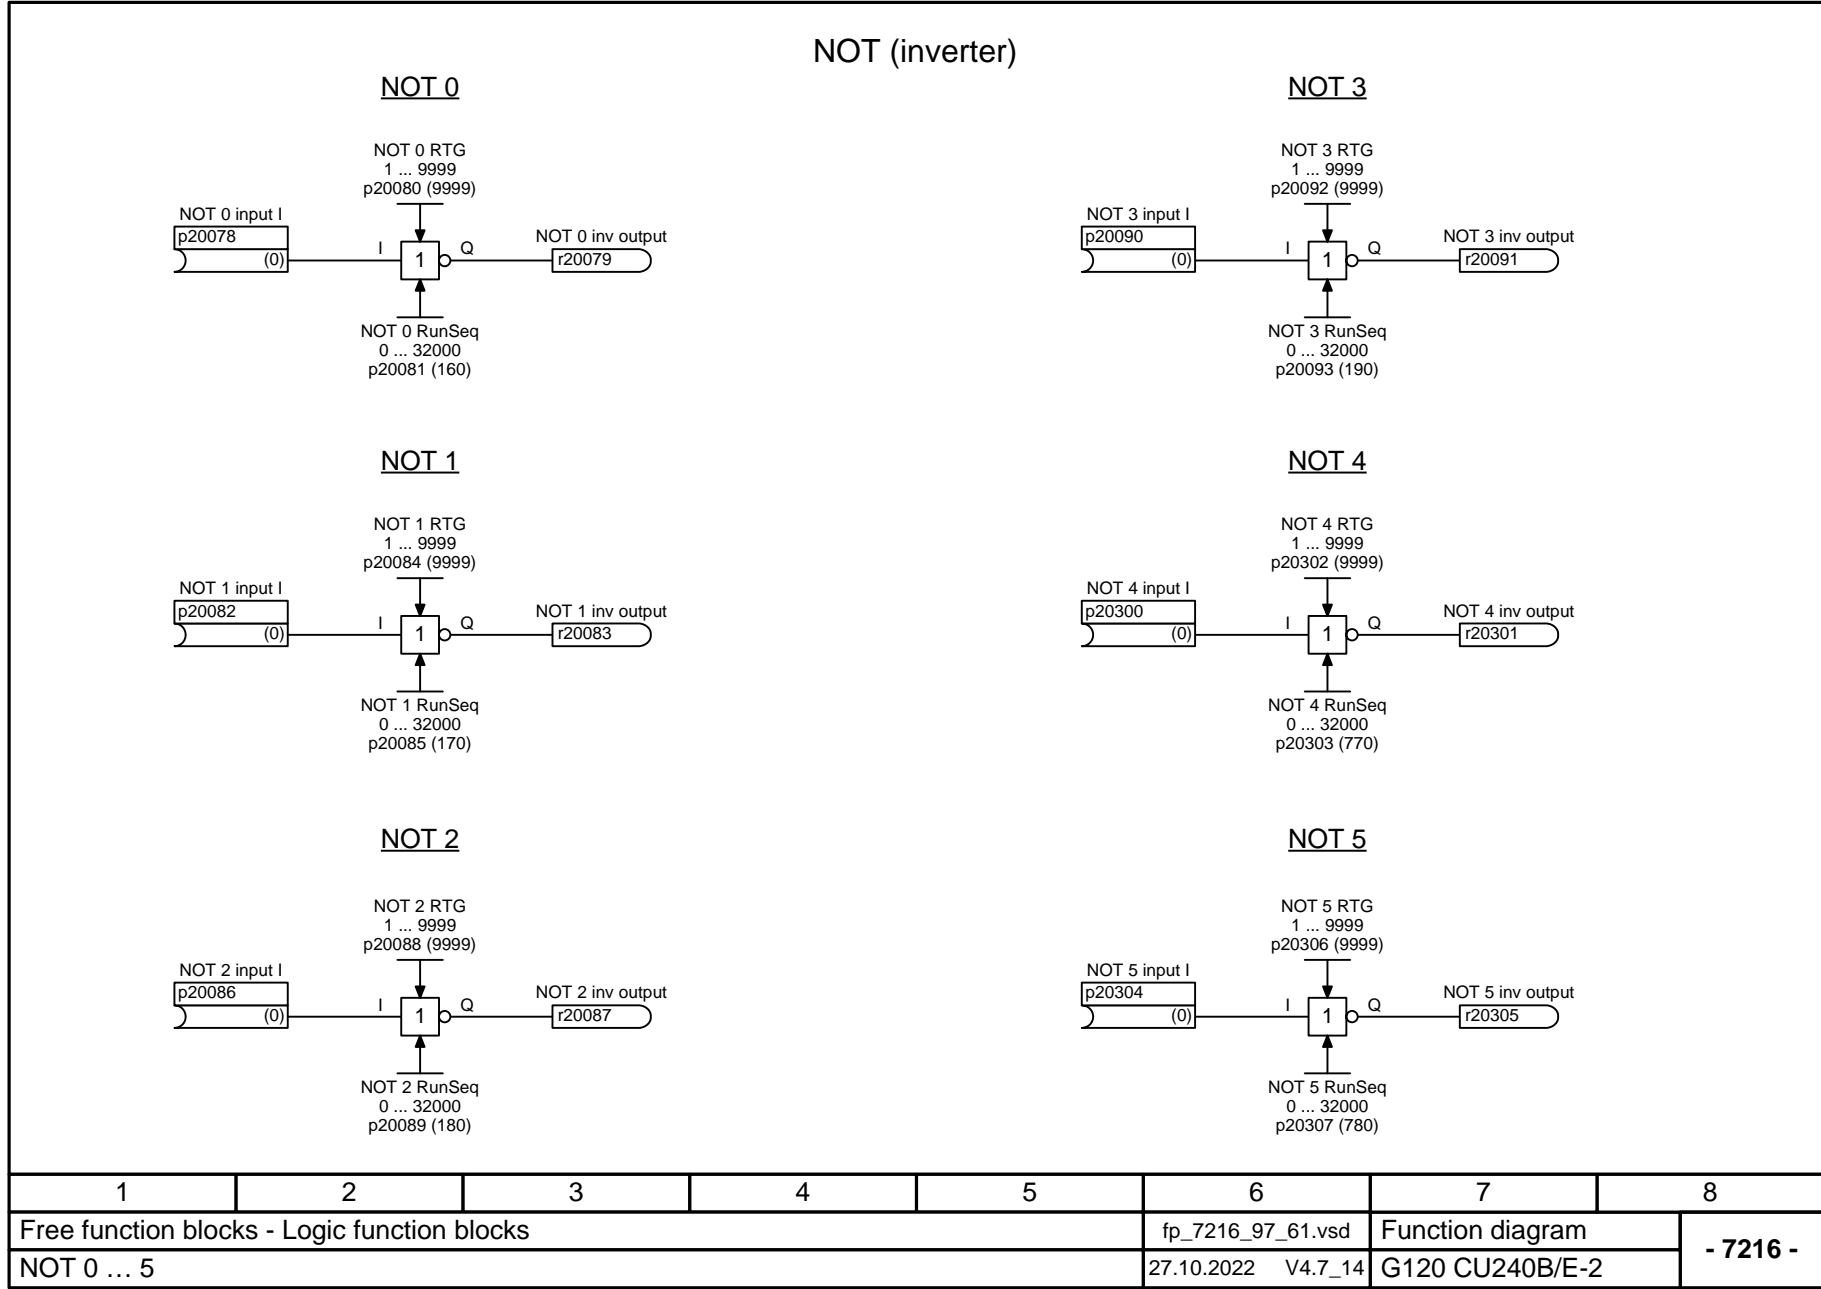 NOT (inverter)
NOT 0
NOT 0 RTG
1 ... 9999
p20080 (9999)
NOT 0 input I
p20078
(0)
I
1
Q
NOT 0 inv output
r20079
NOT 0 RunSeq
0 ... 32000
p20081 (160)
NOT 1
NOT 1 RTG
1 ... 9999
p20084 (9999)
NOT 1 input I
p20082
(0)
I
1
Q
NOT 1 inv output
r20083
NOT 1 RunSeq
0 ... 32000
p20085 (170)
NOT 2
NOT 2 RTG
1 ... 9999
p20088 (9999)
NOT 2 input I
p20086
(0)
I
1
Q
NOT 2 inv output
r20087
NOT 2 RunSeq
0 ... 32000
p20089 (180)
NOT 3
NOT 3 RTG
1 ... 9999
p20092 (9999)
NOT 3 input I
p20090
(0)
I
1
Q
NOT 3 inv output
r20091
NOT 3 RunSeq
0 ... 32000
p20093 (190)
NOT 4
NOT 4 RTG
1 ... 9999
p20302 (9999)
NOT 4 input I
p20300
(0)
I
1
Q
NOT 4 inv output
r20301
NOT 4 RunSeq
0 ... 32000
p20303 (770)
NOT 5
NOT 5 RTG
1 ... 9999
p20306 (9999)
NOT 5 input I
p20304
(0)
I
1
Q
NOT 5 inv output
r20305
NOT 5 RunSeq
0 ... 32000
p20307 (780)
1 2 3 4 5 6 7 8
Free function blocks - Logic function blocks fp_7216_97_61.vsd Function diagram
- 7216 -
NOT 0 … 5 27.10.2022 V4.7_14 G120 CU240B/E-2